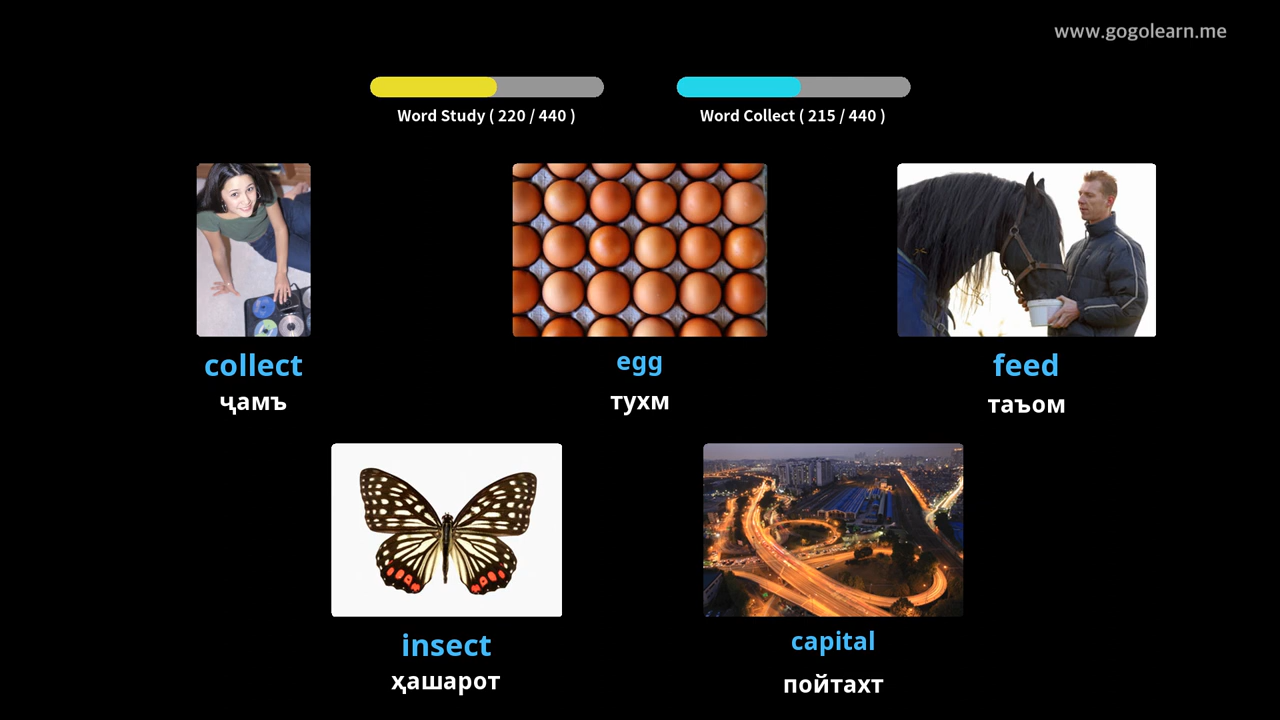 www.gogolearn.me
Word Study ( 220 / 440 )
Word Collect ( 215 / 440 )
collect
ҷамъ
egg
тухм
feed
таъом
insect
ҳашарот
capital
пойтахт